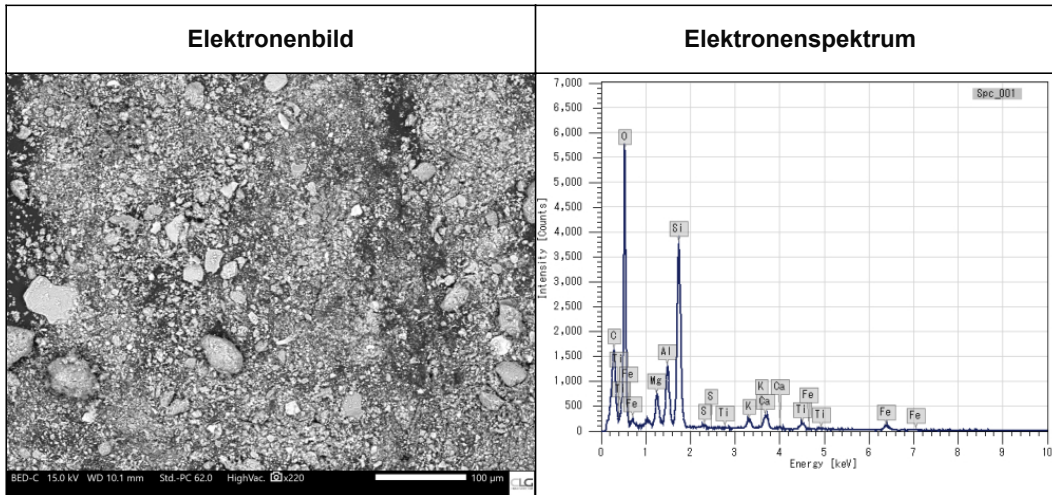 Elektronenbild
Elektronenspektrum
BED-C 15.0 kV WD 10.1 mm Std.-PC 62.0 HighVac. x220 100 µm CLG
Spc_001
Intensity [Counts]
7,000
6,500
6,000
5,500
5,000
4,500
4,000
3,500
3,000
2,500
2,000
1,500
1,000
500
0
O
Si
C
Ti
Al
Fe
Mg
K Ca
Fe
S
Fe
S Ti
K
Ca
Ti
Ti
Fe
Fe
0 1 2 3 4 5 6 7 8 9 10
Energy [keV]